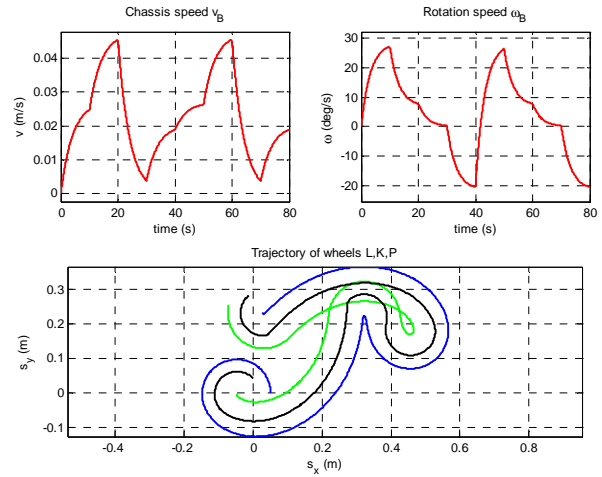 Chassis speed v_B
Rotation speed ω_B
v (m/s)
0.04
0.03
0.02
0.01
0
0 20 40 60 80
time (s)
ω (deg/s)
30
20
10
0
-10
-20
0 20 40 60 80
time (s)
Trajectory of wheels L,K,P
s_y (m)
0.3
0.2
0.1
0
-0.1
-0.4 -0.2 0 0.2 0.4 0.6 0.8
s_x (m)